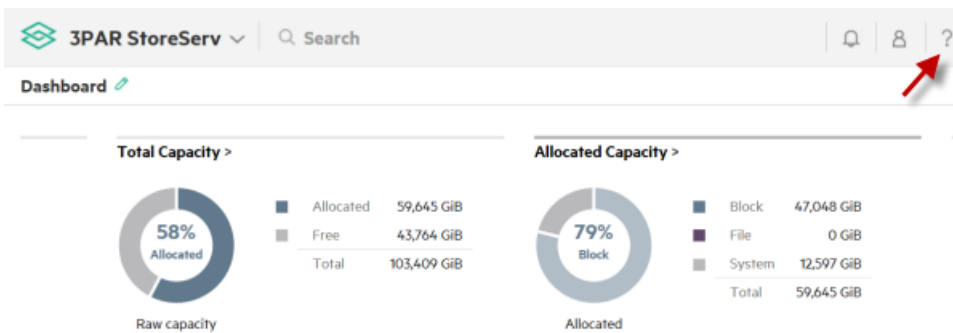 3PAR StoreServ Search ?
Dashboard
Total Capacity >
58%
Allocated
Allocated 59,645 GiB
Free 43,764 GiB
Total 103,409 GiB
Raw capacity
Allocated Capacity >
79%
Block
Block 47,048 GiB
File 0 GiB
System 12,597 GiB
Total 59,645 GiB
Allocated